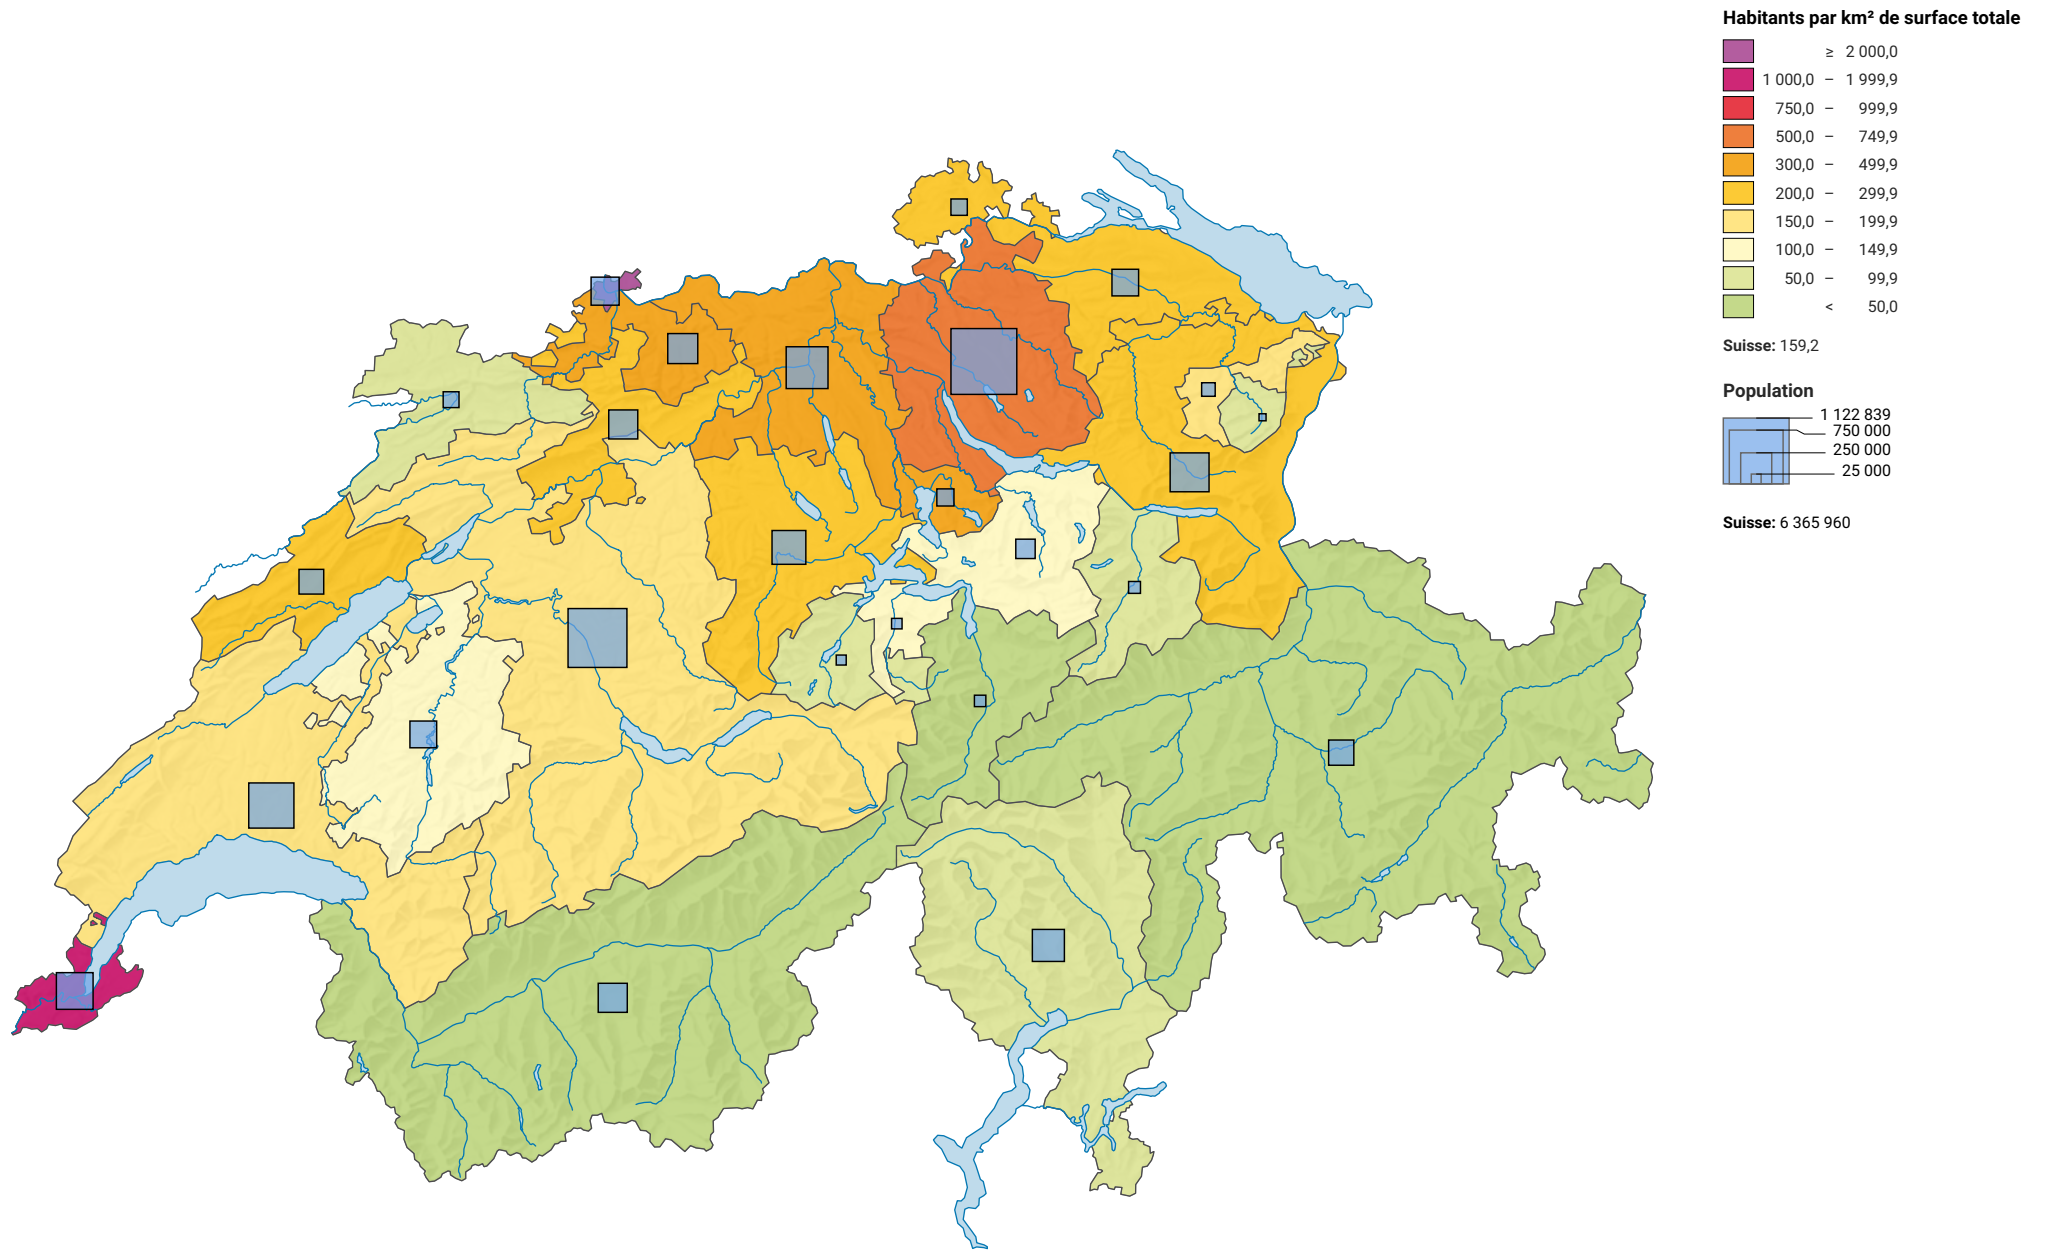 Habitants par km² de surface totale
≥ 2 000,0
1 000,0 – 1 999,9
750,0 – 999,9
500,0 – 749,9
300,0 – 499,9
200,0 – 299,9
150,0 – 199,9
100,0 – 149,9
50,0 – 99,9
< 50,0
Suisse: 159,2
Population
1 122 839
750 000
250 000
25 000
Suisse: 6 365 960